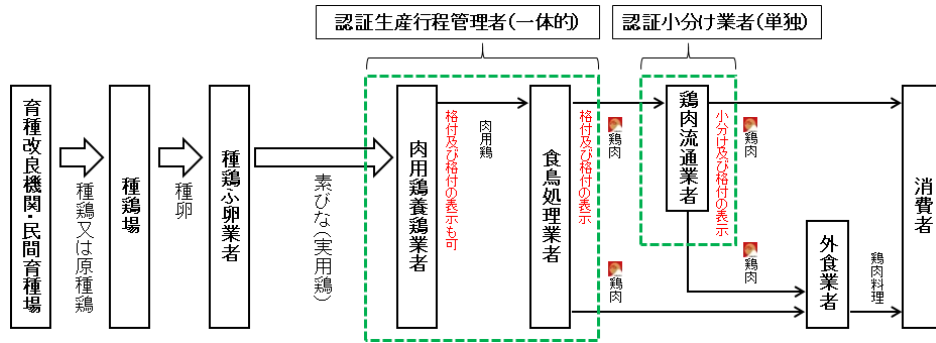 認証生産行程管理者(一体的)
認証小分け業者(単独)
育種改良機関・民間育種場
種鶏又は原種鶏
種鶏場
種卵
種鶏ふ卵業者
素びな(実用鶏)
肉用鶏養鶏業者
格付及び格付の表示も可
肉用鶏
食鳥処理業者
格付及び格付の表示
鶏肉
鶏肉
鶏肉流通業者
小分け及び格付の表示
鶏肉
鶏肉
外食業者
鶏肉料理
消費者